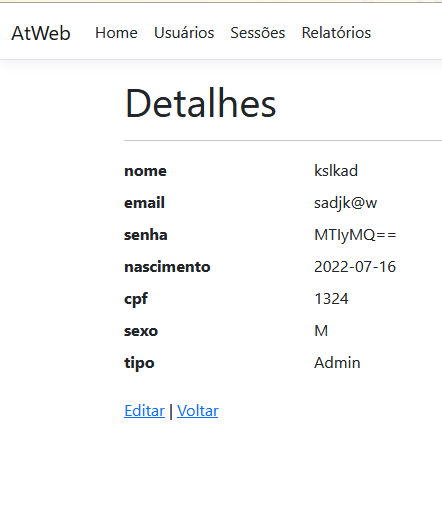 AtWeb Home Usuários Sessões Relatórios
Detalhes
nome kslkad
email sadjk@w
senha MTIyMQ==
nascimento 2022-07-16
cpf 1324
sexo M
tipo Admin
Editar | Voltar